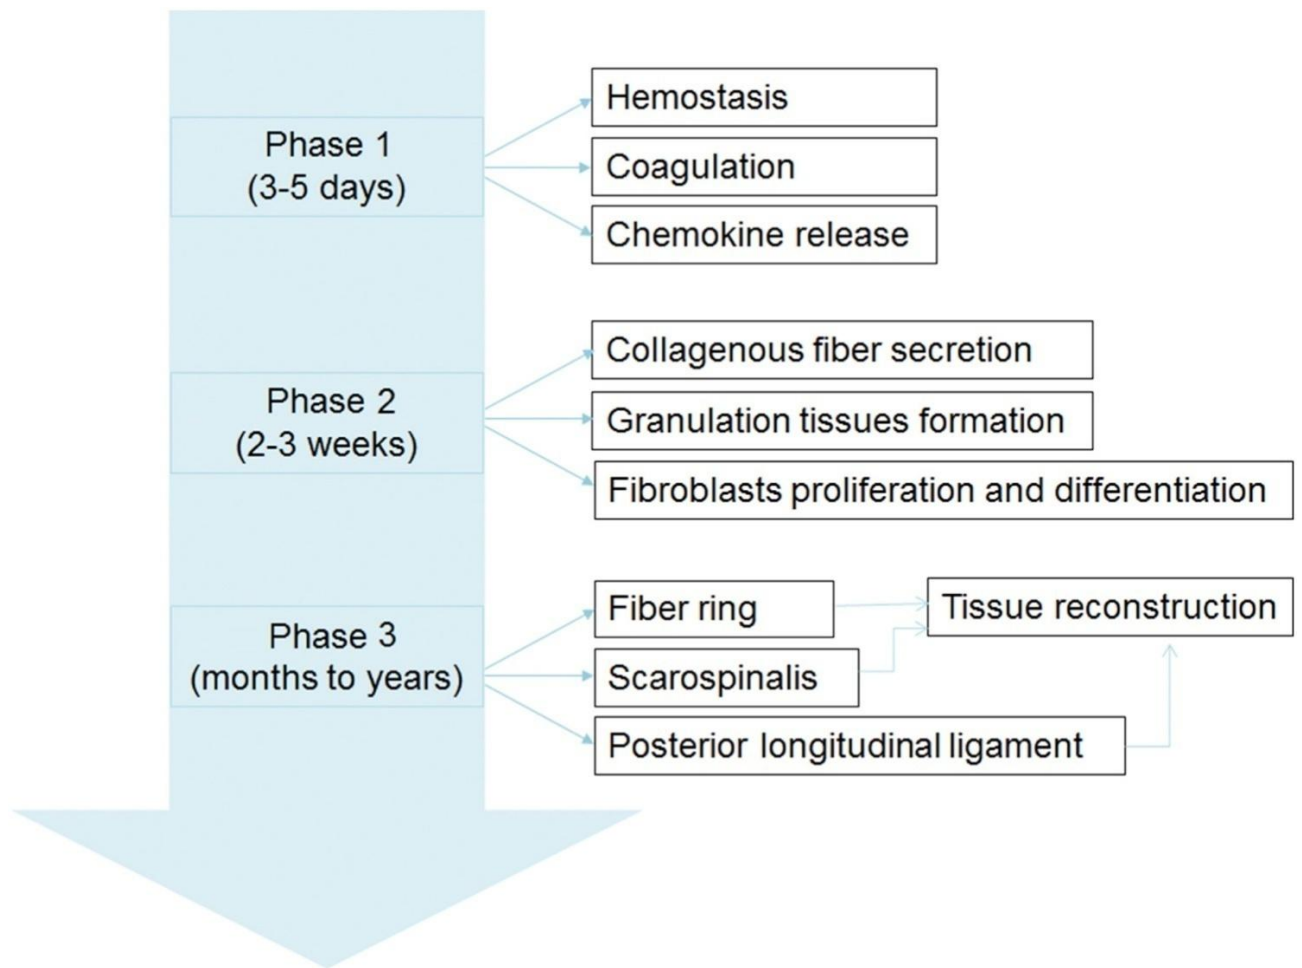 Phase 1
(3-5 days)
Hemostasis
Coagulation
Chemokine release
Phase 2
(2-3 weeks)
Collagenous fiber secretion
Granulation tissues formation
Fibroblasts proliferation and differentiation
Phase 3
(months to years)
Fiber ring
Tissue reconstruction
Scarospinalis
Posterior longitudinal ligament